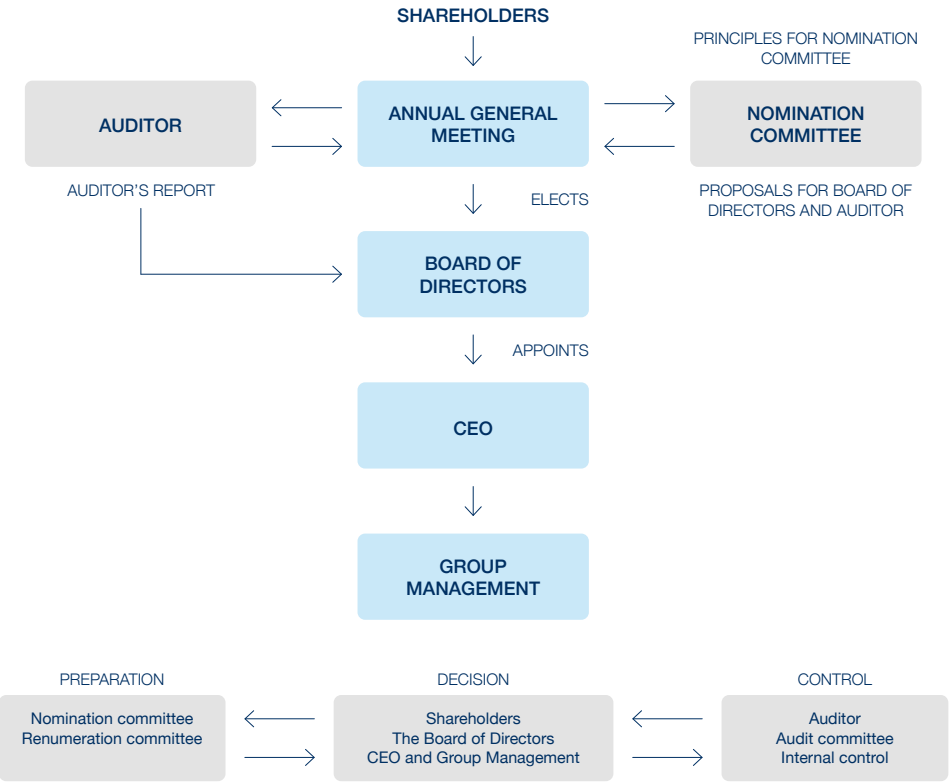 SHAREHOLDERS
PRINCIPLES FOR NOMINATION
COMMITTEE
AUDITOR
ANNUAL GENERAL
MEETING
NOMINATION
COMMITTEE
AUDITOR'S REPORT
ELECTS
PROPOSALS FOR BOARD OF
DIRECTORS AND AUDITOR
BOARD OF
DIRECTORS
APPOINTS
CEO
GROUP
MANAGEMENT
PREPARATION
Nomination committee
Renumeration committee
DECISION
Shareholders
The Board of Directors
CEO and Group Management
CONTROL
Auditor
Audit committee
Internal control